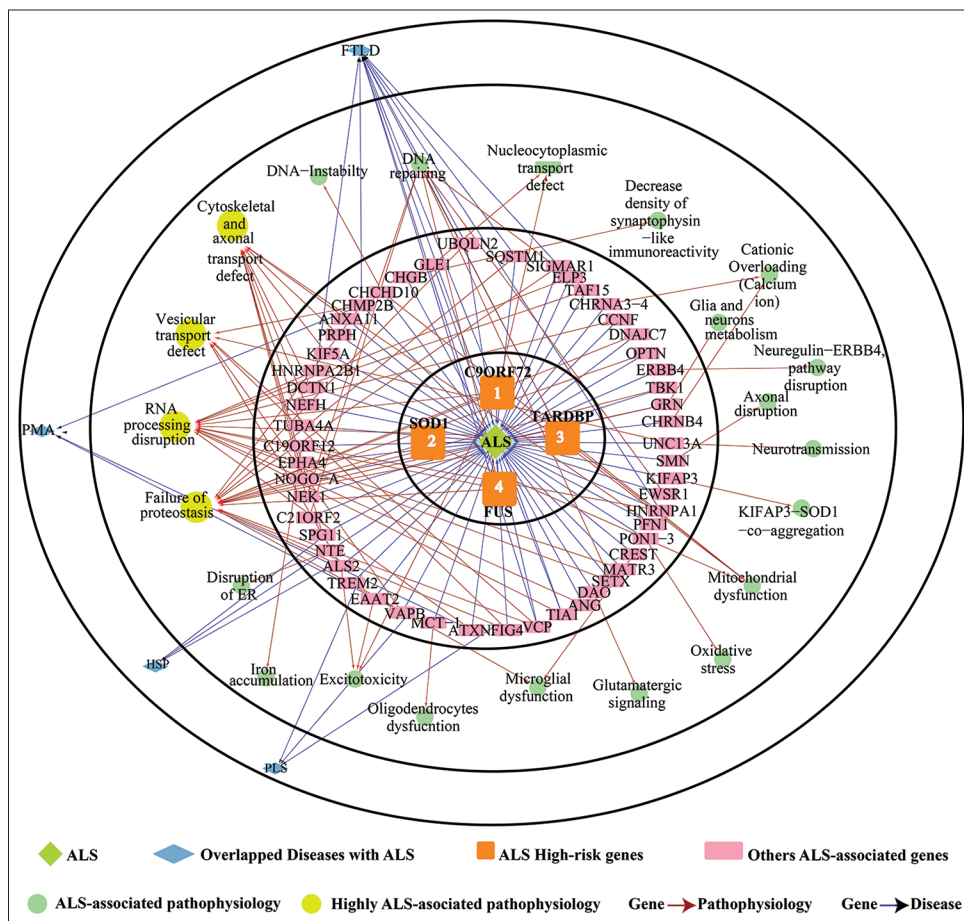 FTLD
DNA-Instabilty
DNA
repairing
Nucleocytoplasmic
transport
defect
Decrease
density of
synaptophysin
-like
immunoreactivity
Cytoskeletal
and
axonal
transport defect
Cationic
Overloading
(Calcium
ion)
Glia and
neurons
metabolism
Vesicular
transport
defect
Neuregulin-ERBB4,
pathway
disruption
Axonal
disruption
RNA
processing
disruption
PMA
Neurotransmission
Failure of
proteostasis
KIFAP3-SOD1
-co-aggregation
Disruption
of ER
Mitochondrial
dysfunction
HSP
Iron
accumulation
Excitotoxicity
Oligodendrocytes
dysfucntion
Microglial
dysfunction
Glutamatergic
signaling
Oxidative
stress
PLS
UBQLN2
SQSTM1
SIGMAR1
ELP3
TAF15
CHRNA3-4
CCNF
DNAJC7
OPTN
ERBB4
TBK1
GRN
CHRNB4
UNC13A
SMN
KIFAP3
EWSR1
HNRNPA1
PFN1
PON1-3
CREST
MATR3
SETX
DAO
ANG
TIA1
VCP
FIG4
ATXN
MCT-1
VAPB
EAAT2
TREM2
ALS2
NTE
SPG11
C21ORF2
NEK1
NOGO-A
EPHA4
C19ORF12
TUBA4A
NEFH
DCTN1
HNRNPA2B1
KIF5A
PRPH
ANXA11
CHMP2B
CHCHD10
CHGB
GLE1
C9ORF72
1
SOD1
2
TARDBP
3
ALS
4
FUS
ALS
Overlapped Diseases with ALS
ALS High-risk genes
Others ALS-associated genes
ALS-associated pathophysiology
Highly ALS-asociated pathophysiology
Gene Pathophysiology
Gene Disease